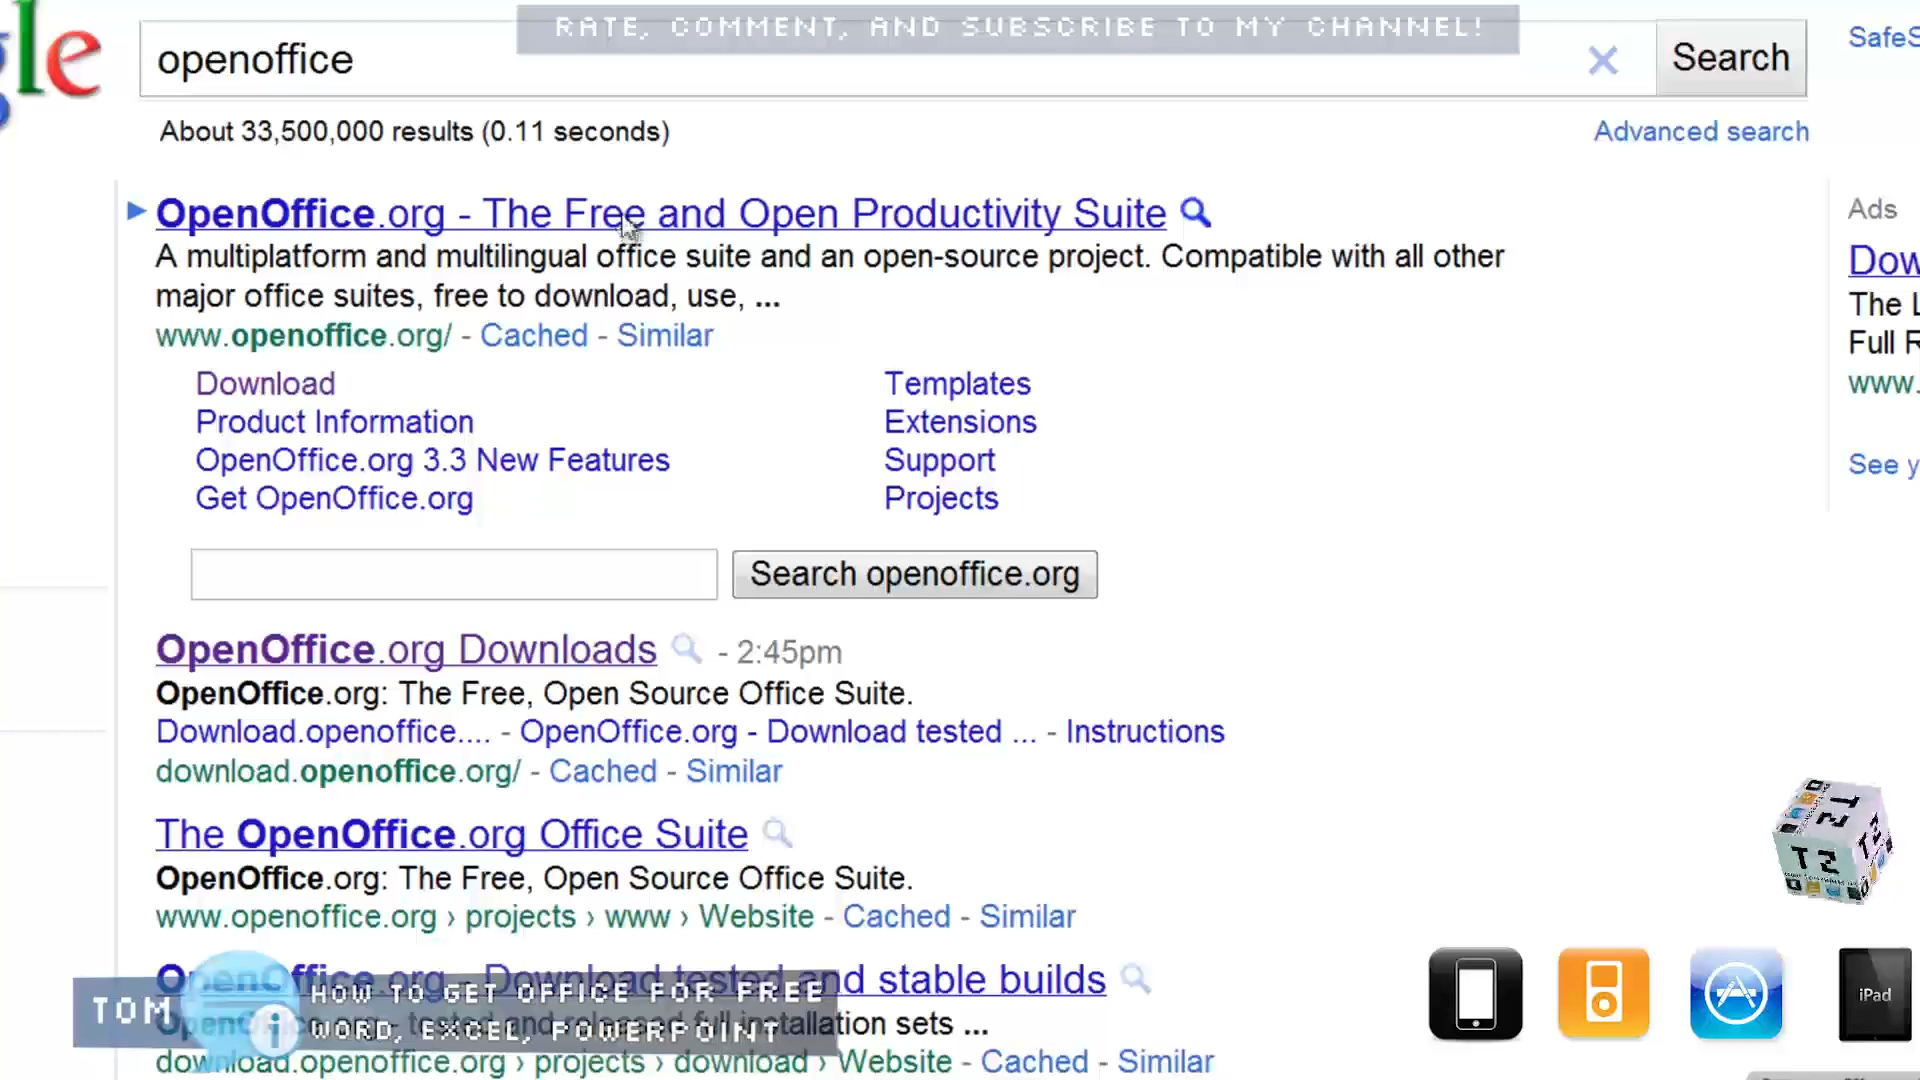 RATE, COMMENT, AND SUBSCRIBE TO MY CHANNEL!
gle
openoffice
Search
About 33,500,000 results (0.11 seconds)
Advanced search
OpenOffice.org - The Free and Open Productivity Suite
A multiplatform and multilingual office suite and an open-source project. Compatible with all other
major office suites, free to download, use, ...
www.openoffice.org/ - Cached - Similar
Download
Templates
Product Information
Extensions
OpenOffice.org 3.3 New Features
Support
Get OpenOffice.org
Projects
Search openoffice.org
OpenOffice.org Downloads - 2:45pm
OpenOffice.org: The Free, Open Source Office Suite.
Download.openoffice.... - OpenOffice.org - Download tested ... - Instructions
download.openoffice.org/ - Cached - Similar
The OpenOffice.org Office Suite
OpenOffice.org: The Free, Open Source Office Suite.
www.openoffice.org › projects › www › Website - Cached - Similar
OpenOffice.org - Download tested and stable builds
OpenOffice.org - tested and released full installation sets ...
download.openoffice.org › projects › download › Website - Cached - Similar
Ads
The L
Full R
www.
See y
TOM
HOW TO GET OFFICE FOR FREE
WORD, EXCEL, POWERPOINT
TZ
TZ
TZ
iPad